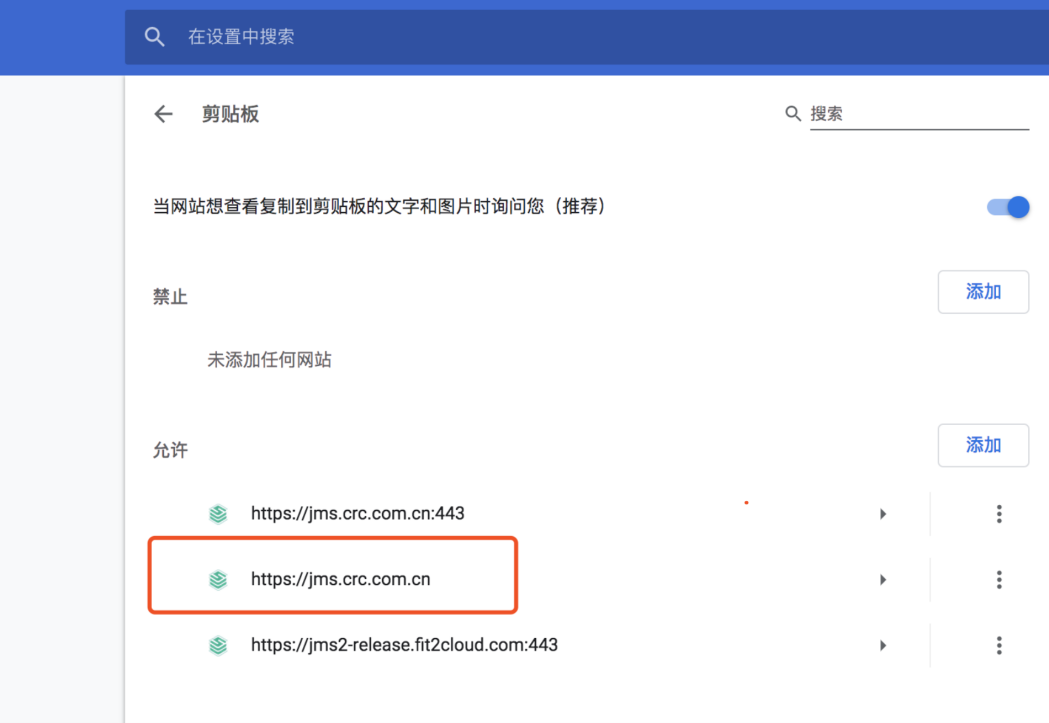 在设置中搜索
剪贴板
搜索
当网站想查看复制到剪贴板的文字和图片时询问您（推荐）
禁止
添加
未添加任何网站
允许
添加
https://jms.crc.com.cn:443
https://jms.crc.com.cn
https://jms2-release.fit2cloud.com:443